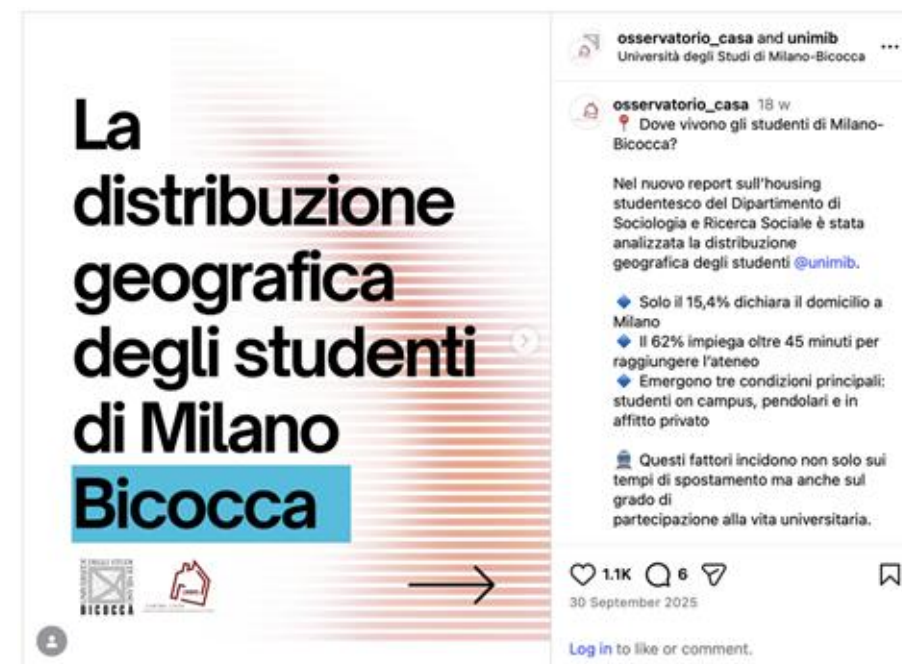 La
distribuzione
geografica
degli studenti
di Milano
Bicocca
BICOCCA
osservatorio_casa and unimib
Università degli Studi di Milano-Bicocca
osservatorio_casa 18 w
📍 Dove vivono gli studenti di Milano-
Bicocca?
Nel nuovo report sull'housing
studentesco del Dipartimento di
Sociologia e Ricerca Sociale è stata
analizzata la distribuzione
geografica degli studenti @unimib.
🔹 Solo il 15,4% dichiara il domicilio a
Milano
🔹 Il 62% impiega oltre 45 minuti per
raggiungere l'ateneo
🔹 Emergono tre condizioni principali:
studenti on campus, pendolari e in
affitto privato
🚆 Questi fattori incidono non solo sui
tempi di spostamento ma anche sul
grado di
partecipazione alla vita universitaria.
1.1K 6
30 September 2025
Log in to like or comment.